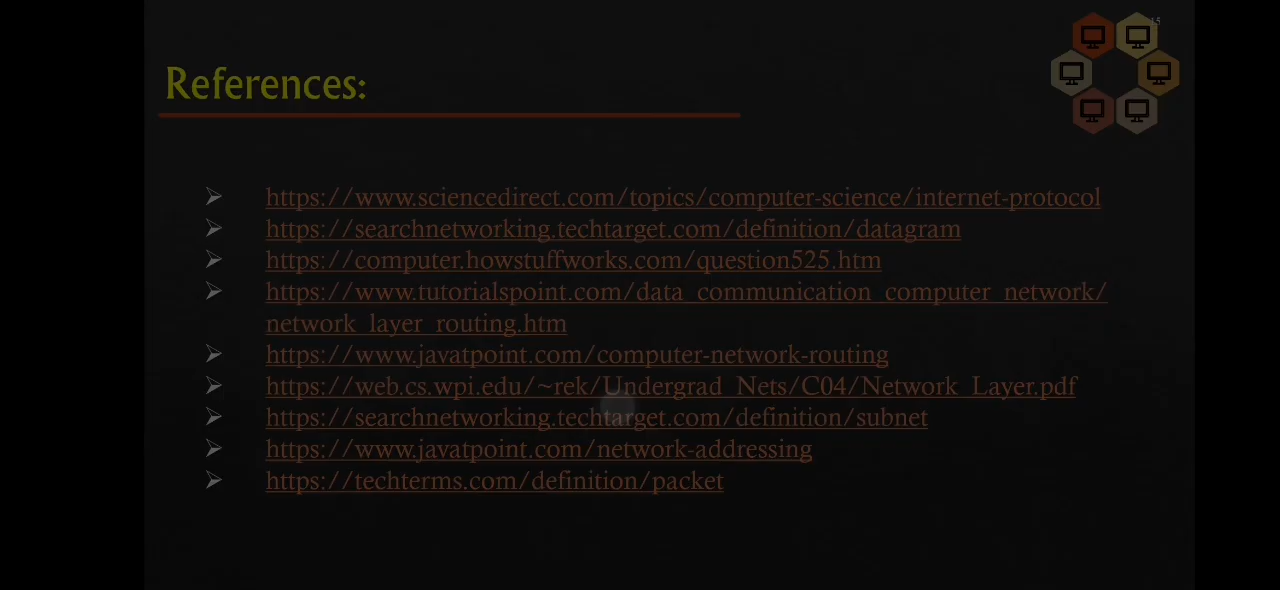 15
References:
https://www.sciencedirect.com/topics/computer-science/internet-protocol
https://searchnetworking.techtarget.com/definition/datagram
https://computer.howstuffworks.com/question525.htm
https://www.tutorialspoint.com/data_communication_computer_network/
network_layer_routing.htm
https://www.javatpoint.com/computer-network-routing
https://web.cs.wpi.edu/~rek/Undergrad_Nets/C04/Network_Layer.pdf
https://searchnetworking.techtarget.com/definition/subnet
https://www.javatpoint.com/network-addressing
https://techterms.com/definition/packet